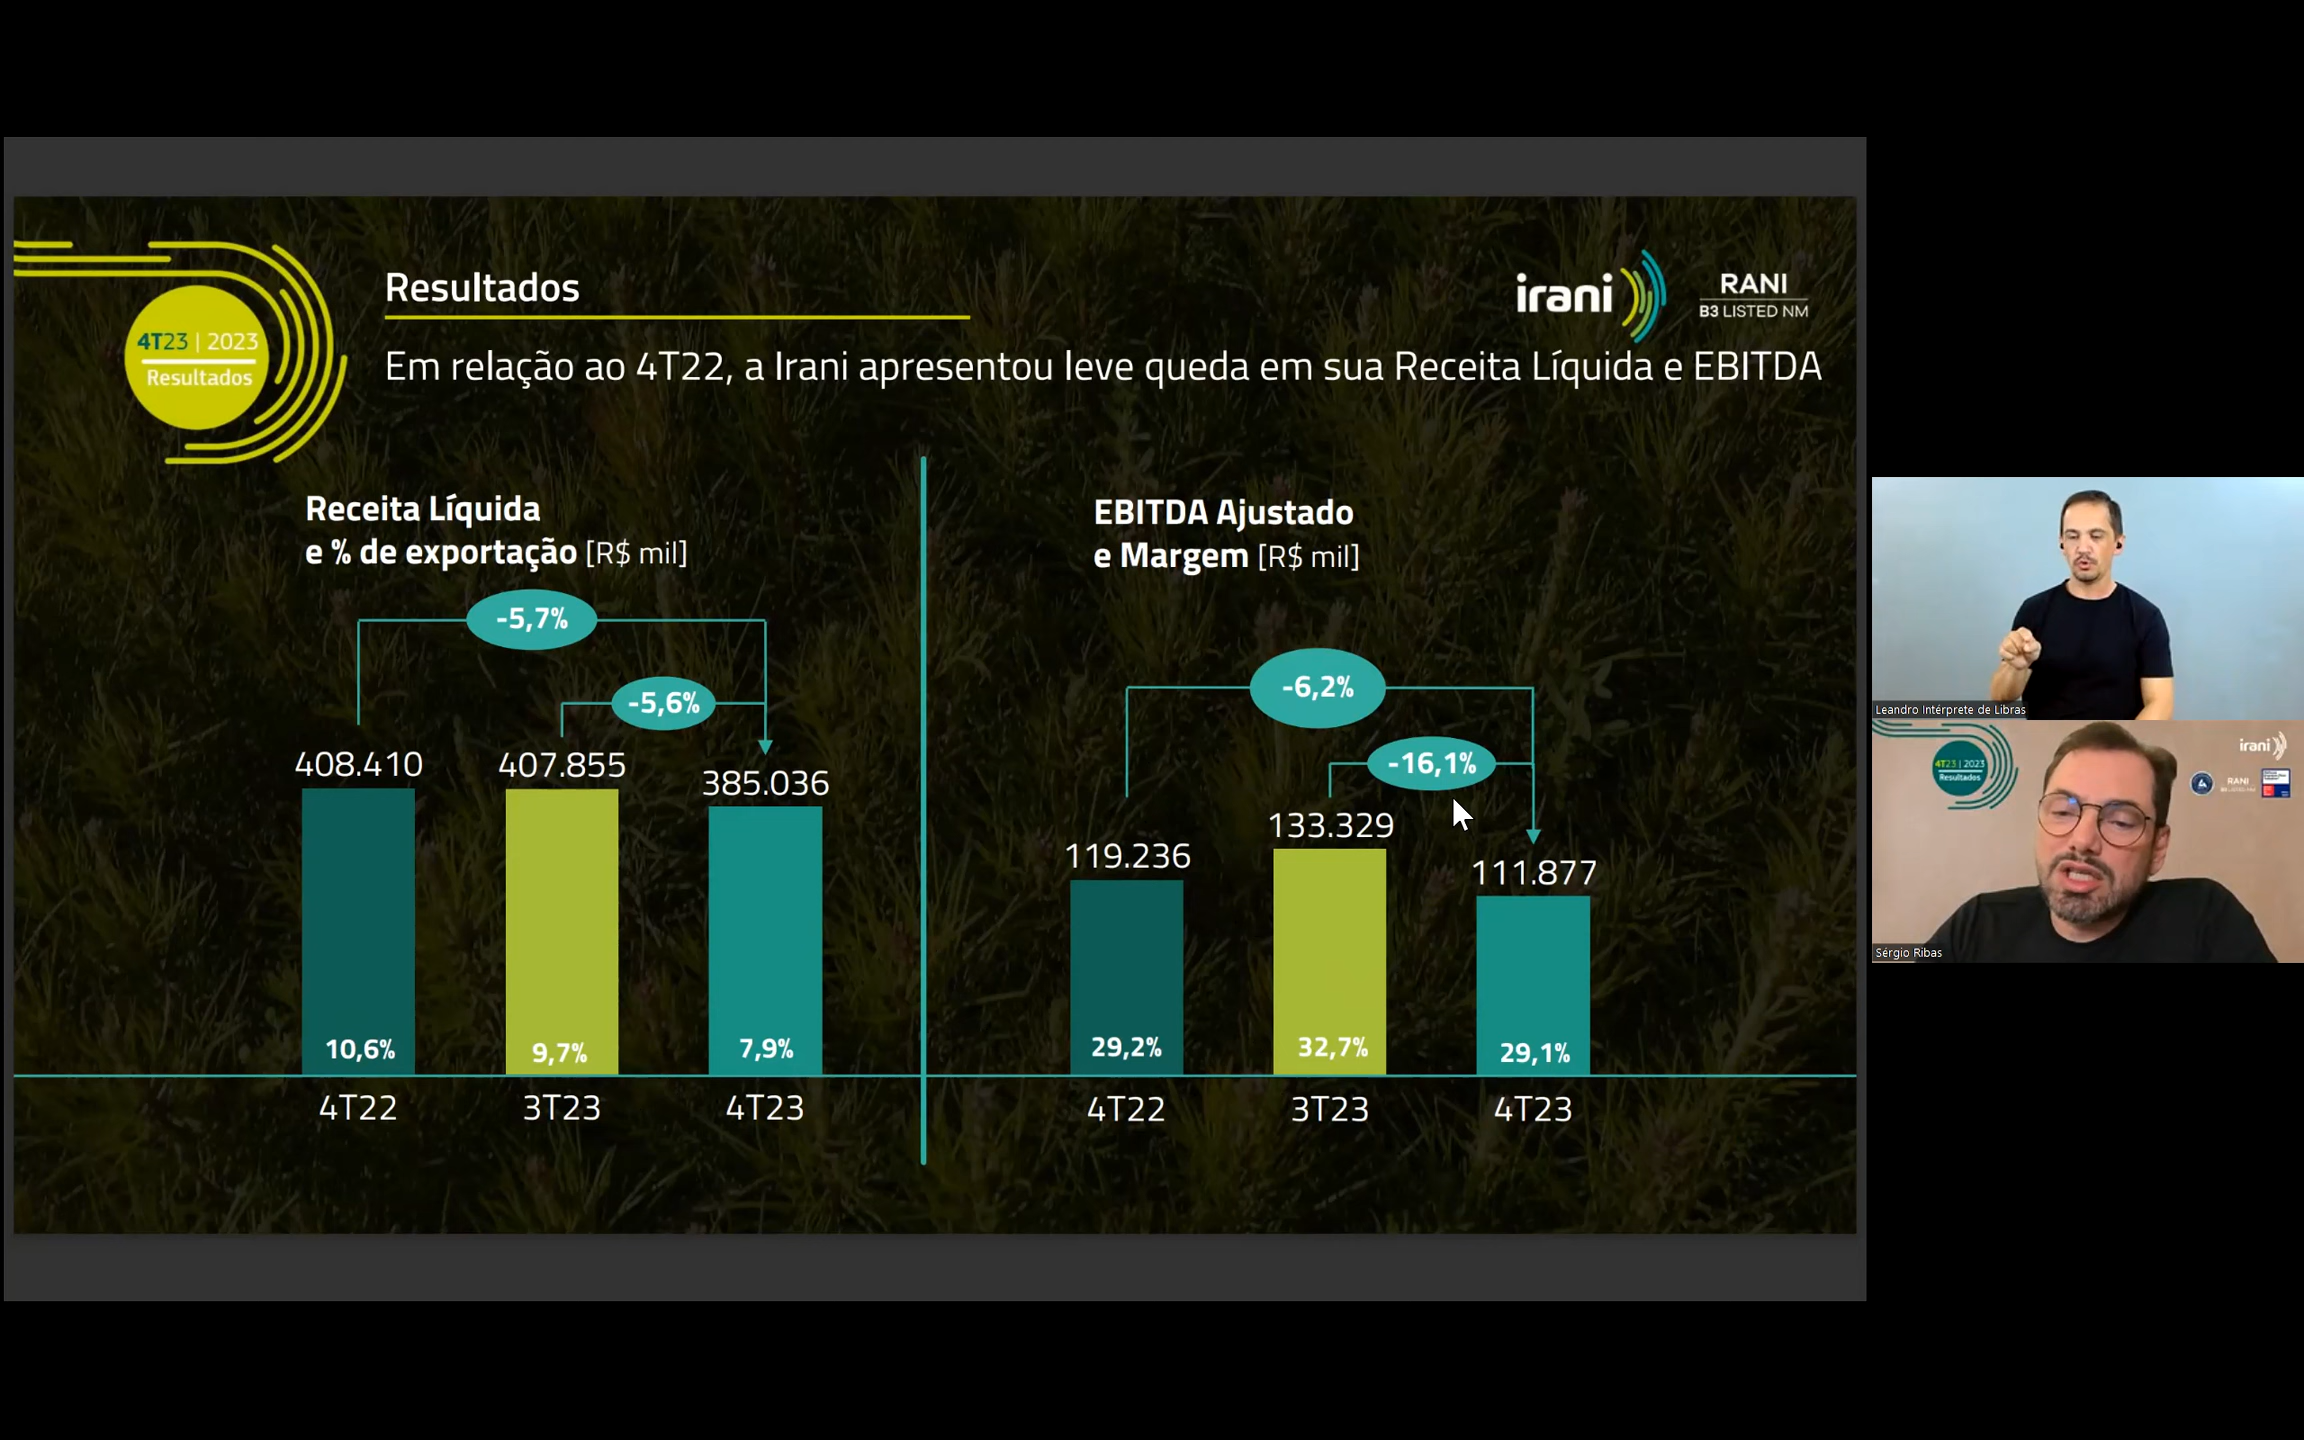 Resultados
irani
RANI
B3 LISTED NM
4T23 | 2023
Resultados
Em relação ao 4T22, a Irani apresentou leve queda em sua Receita Líquida e EBITDA
Receita Líquida
e % de exportação [R$ mil]
-5,7%
-5,6%
408.410
407.855
385.036
10,6%
9,7%
7,9%
4T22
3T23
4T23
EBITDA Ajustado
e Margem [R$ mil]
-6,2%
-16,1%
119.236
133.329
111.877
29,2%
32,7%
29,1%
4T22
3T23
4T23
Leandro Intérprete de Libras
irani
4T23 | 2023
Resultados
RANI
Sérgio Ribas